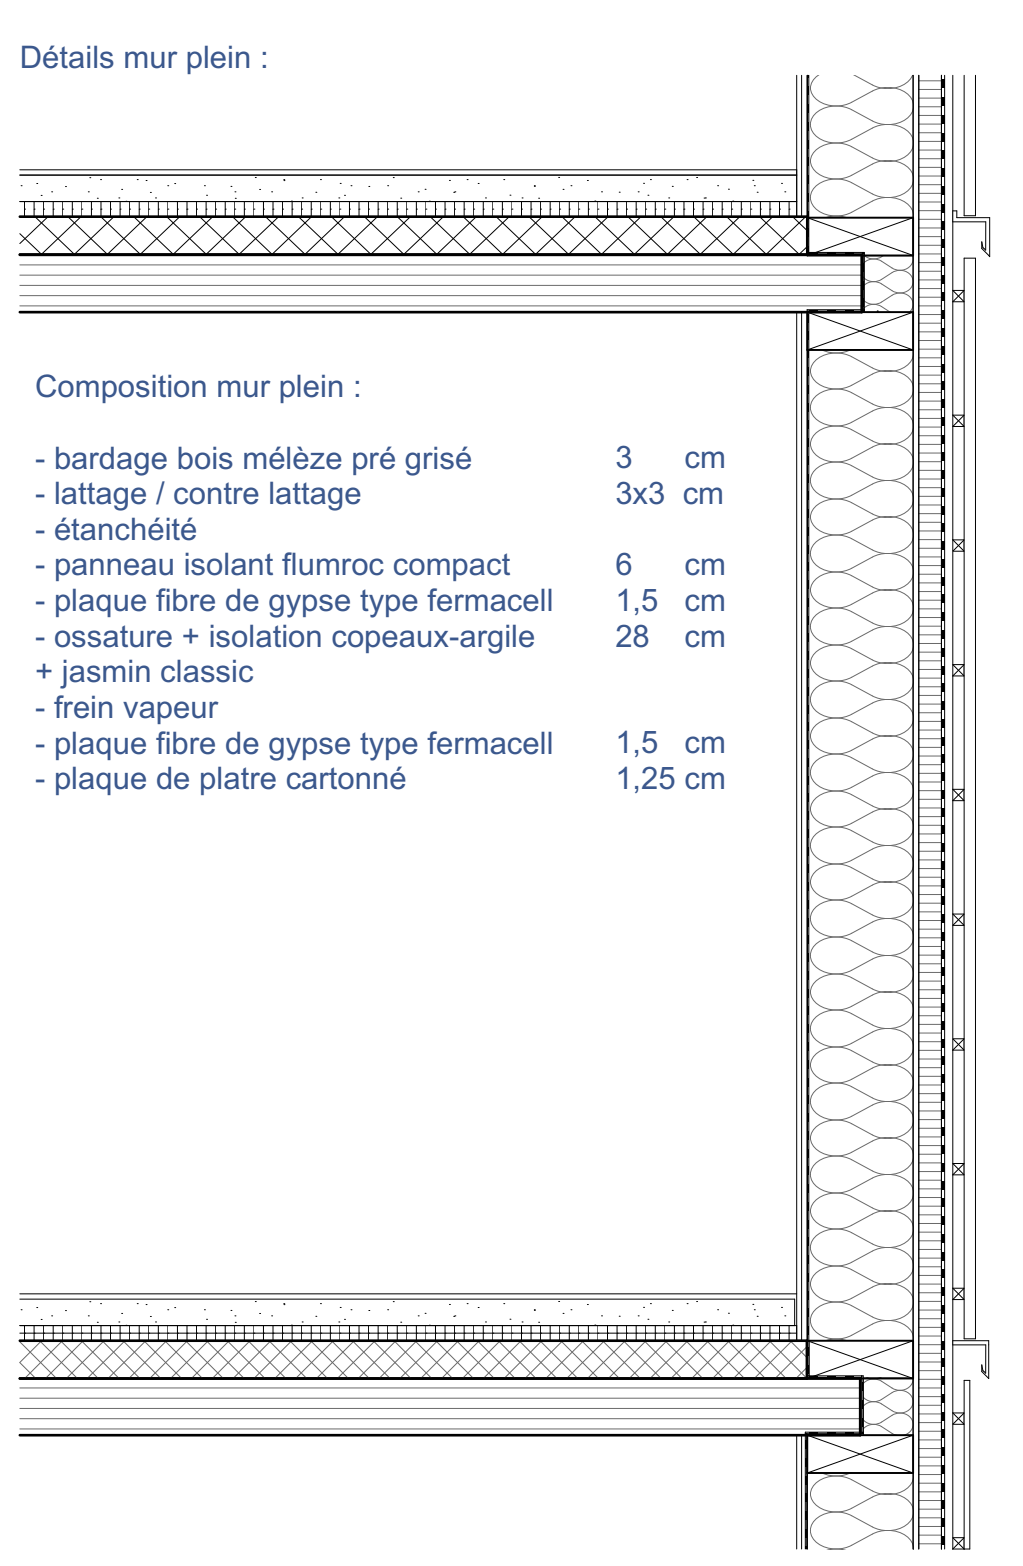 Détails mur plein :
Composition mur plein :
- bardage bois mélèze pré grisé 3 cm
- lattage / contre lattage 3x3 cm
- étanchéité
- panneau isolant flumroc compact 6 cm
- plaque fibre de gypse type fermacell 1,5 cm
- ossature + isolation copeaux-argile 28 cm
+ jasmin classic
- frein vapeur
- plaque fibre de gypse type fermacell 1,5 cm
- plaque de platre cartonné 1,25 cm